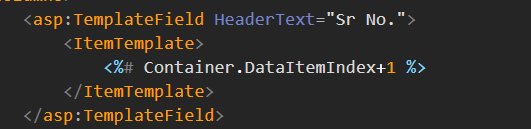 <asp:TemplateField HeaderText="Sr No.">
<ItemTemplate>
<%# Container.DataItemIndex+1 %>
</ItemTemplate>
</asp:TemplateField>